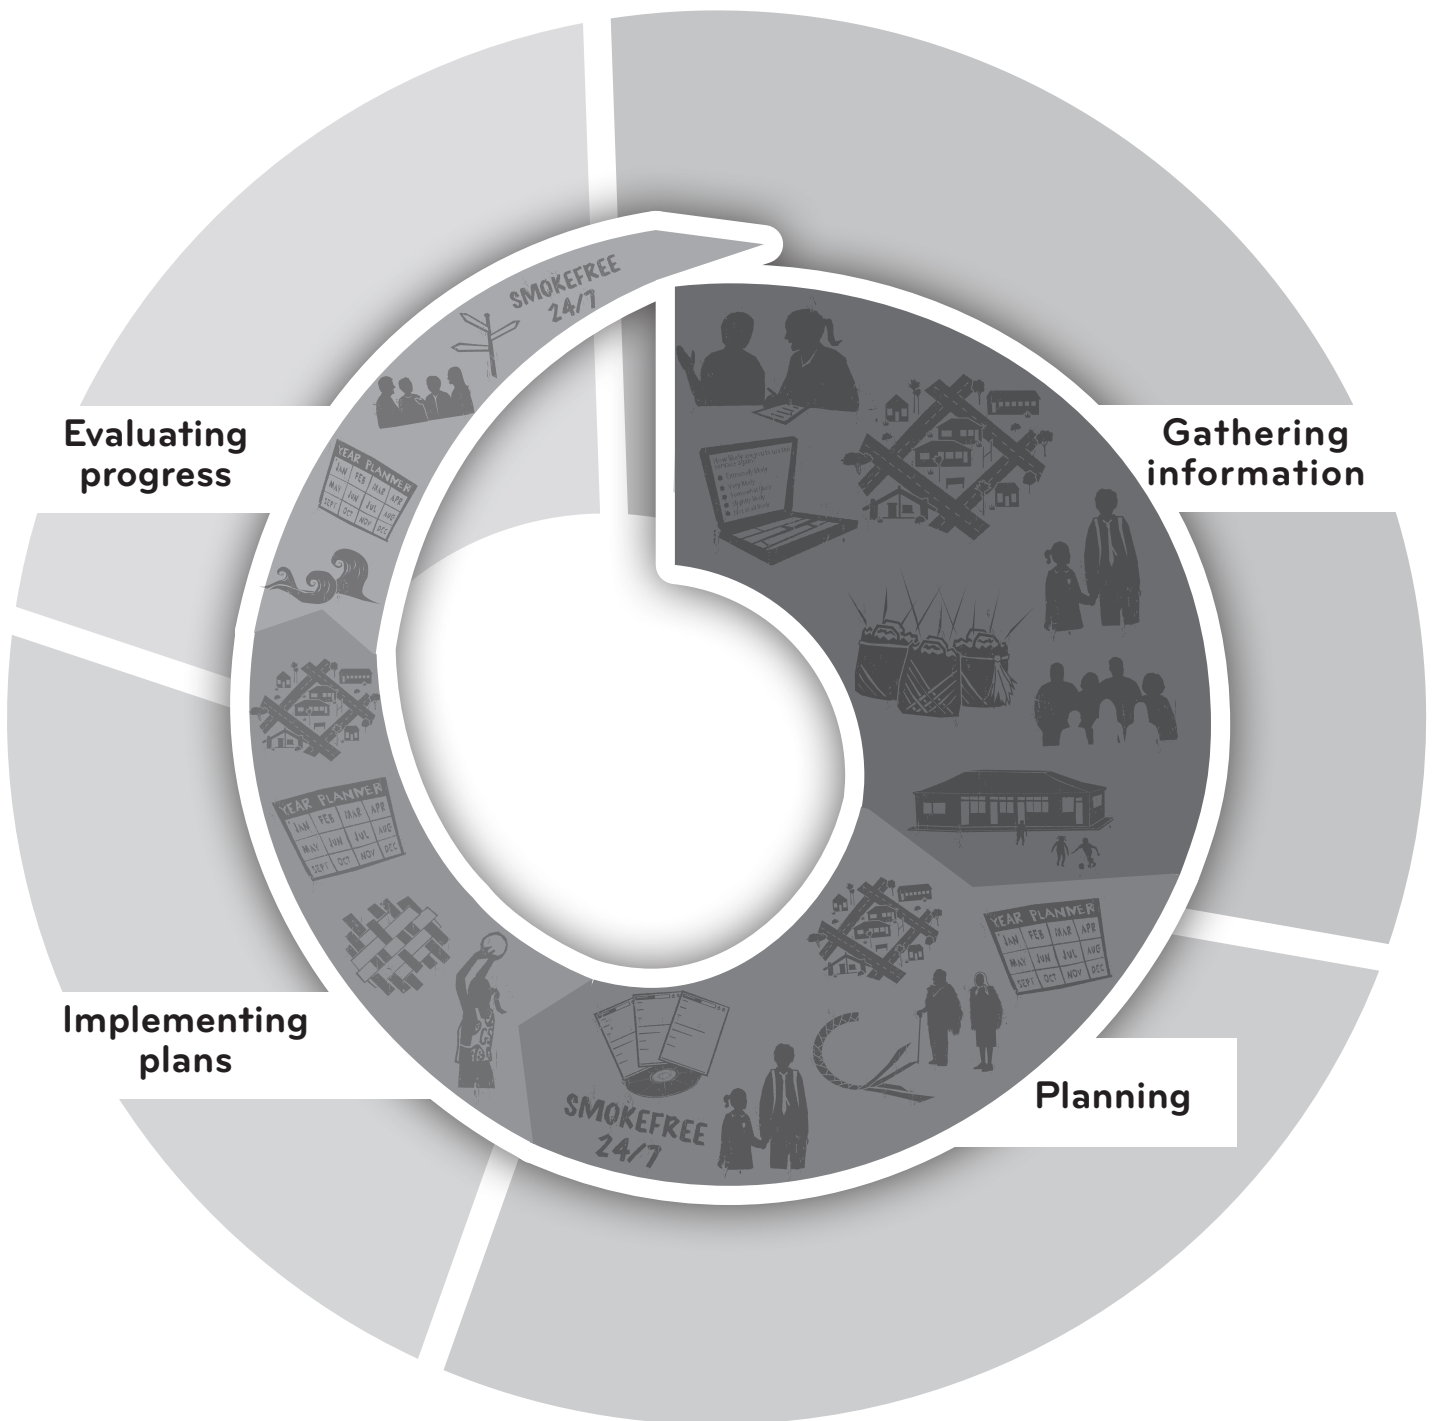 SMOKEFREE
24/7
Evaluating
progress
YEAR PLANNER
JAN FEB MAR APR
MAY JUN JUL AUG
SEPT OCT NOV DEC
Gathering
information
YEAR PLANNER
JAN FEB MAR APR
MAY JUN JUL AUG
SEPT OCT NOV DEC
YEAR PLANNER
JAN FEB MAR APR
MAY JUN JUL AUG
SEPT OCT NOV DEC
Implementing
plans
Planning
SMOKEFREE
24/7